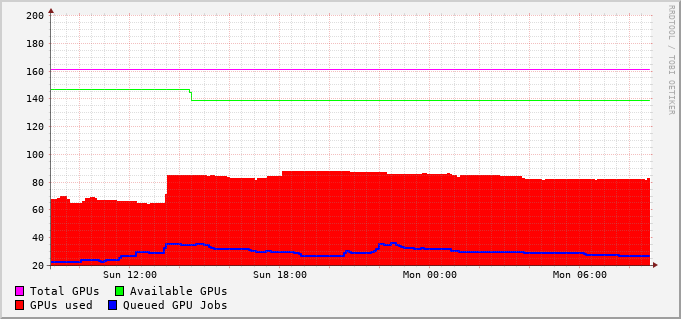 200
180
160
140
120
100
80
60
40
20
Sun 12:00 Sun 18:00 Mon 00:00 Mon 06:00
Total GPUs Available GPUs
GPUs used Queued GPU Jobs
RRDTOOL / TOBI OETIKER